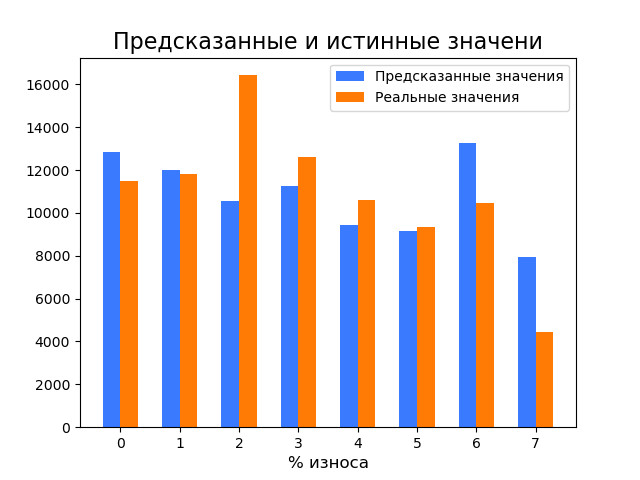 Предсказанные и истинные значени
Предсказанные значения
Реальные значения
16000
14000
12000
10000
8000
6000
4000
2000
0
0 1 2 3 4 5 6 7
% износа